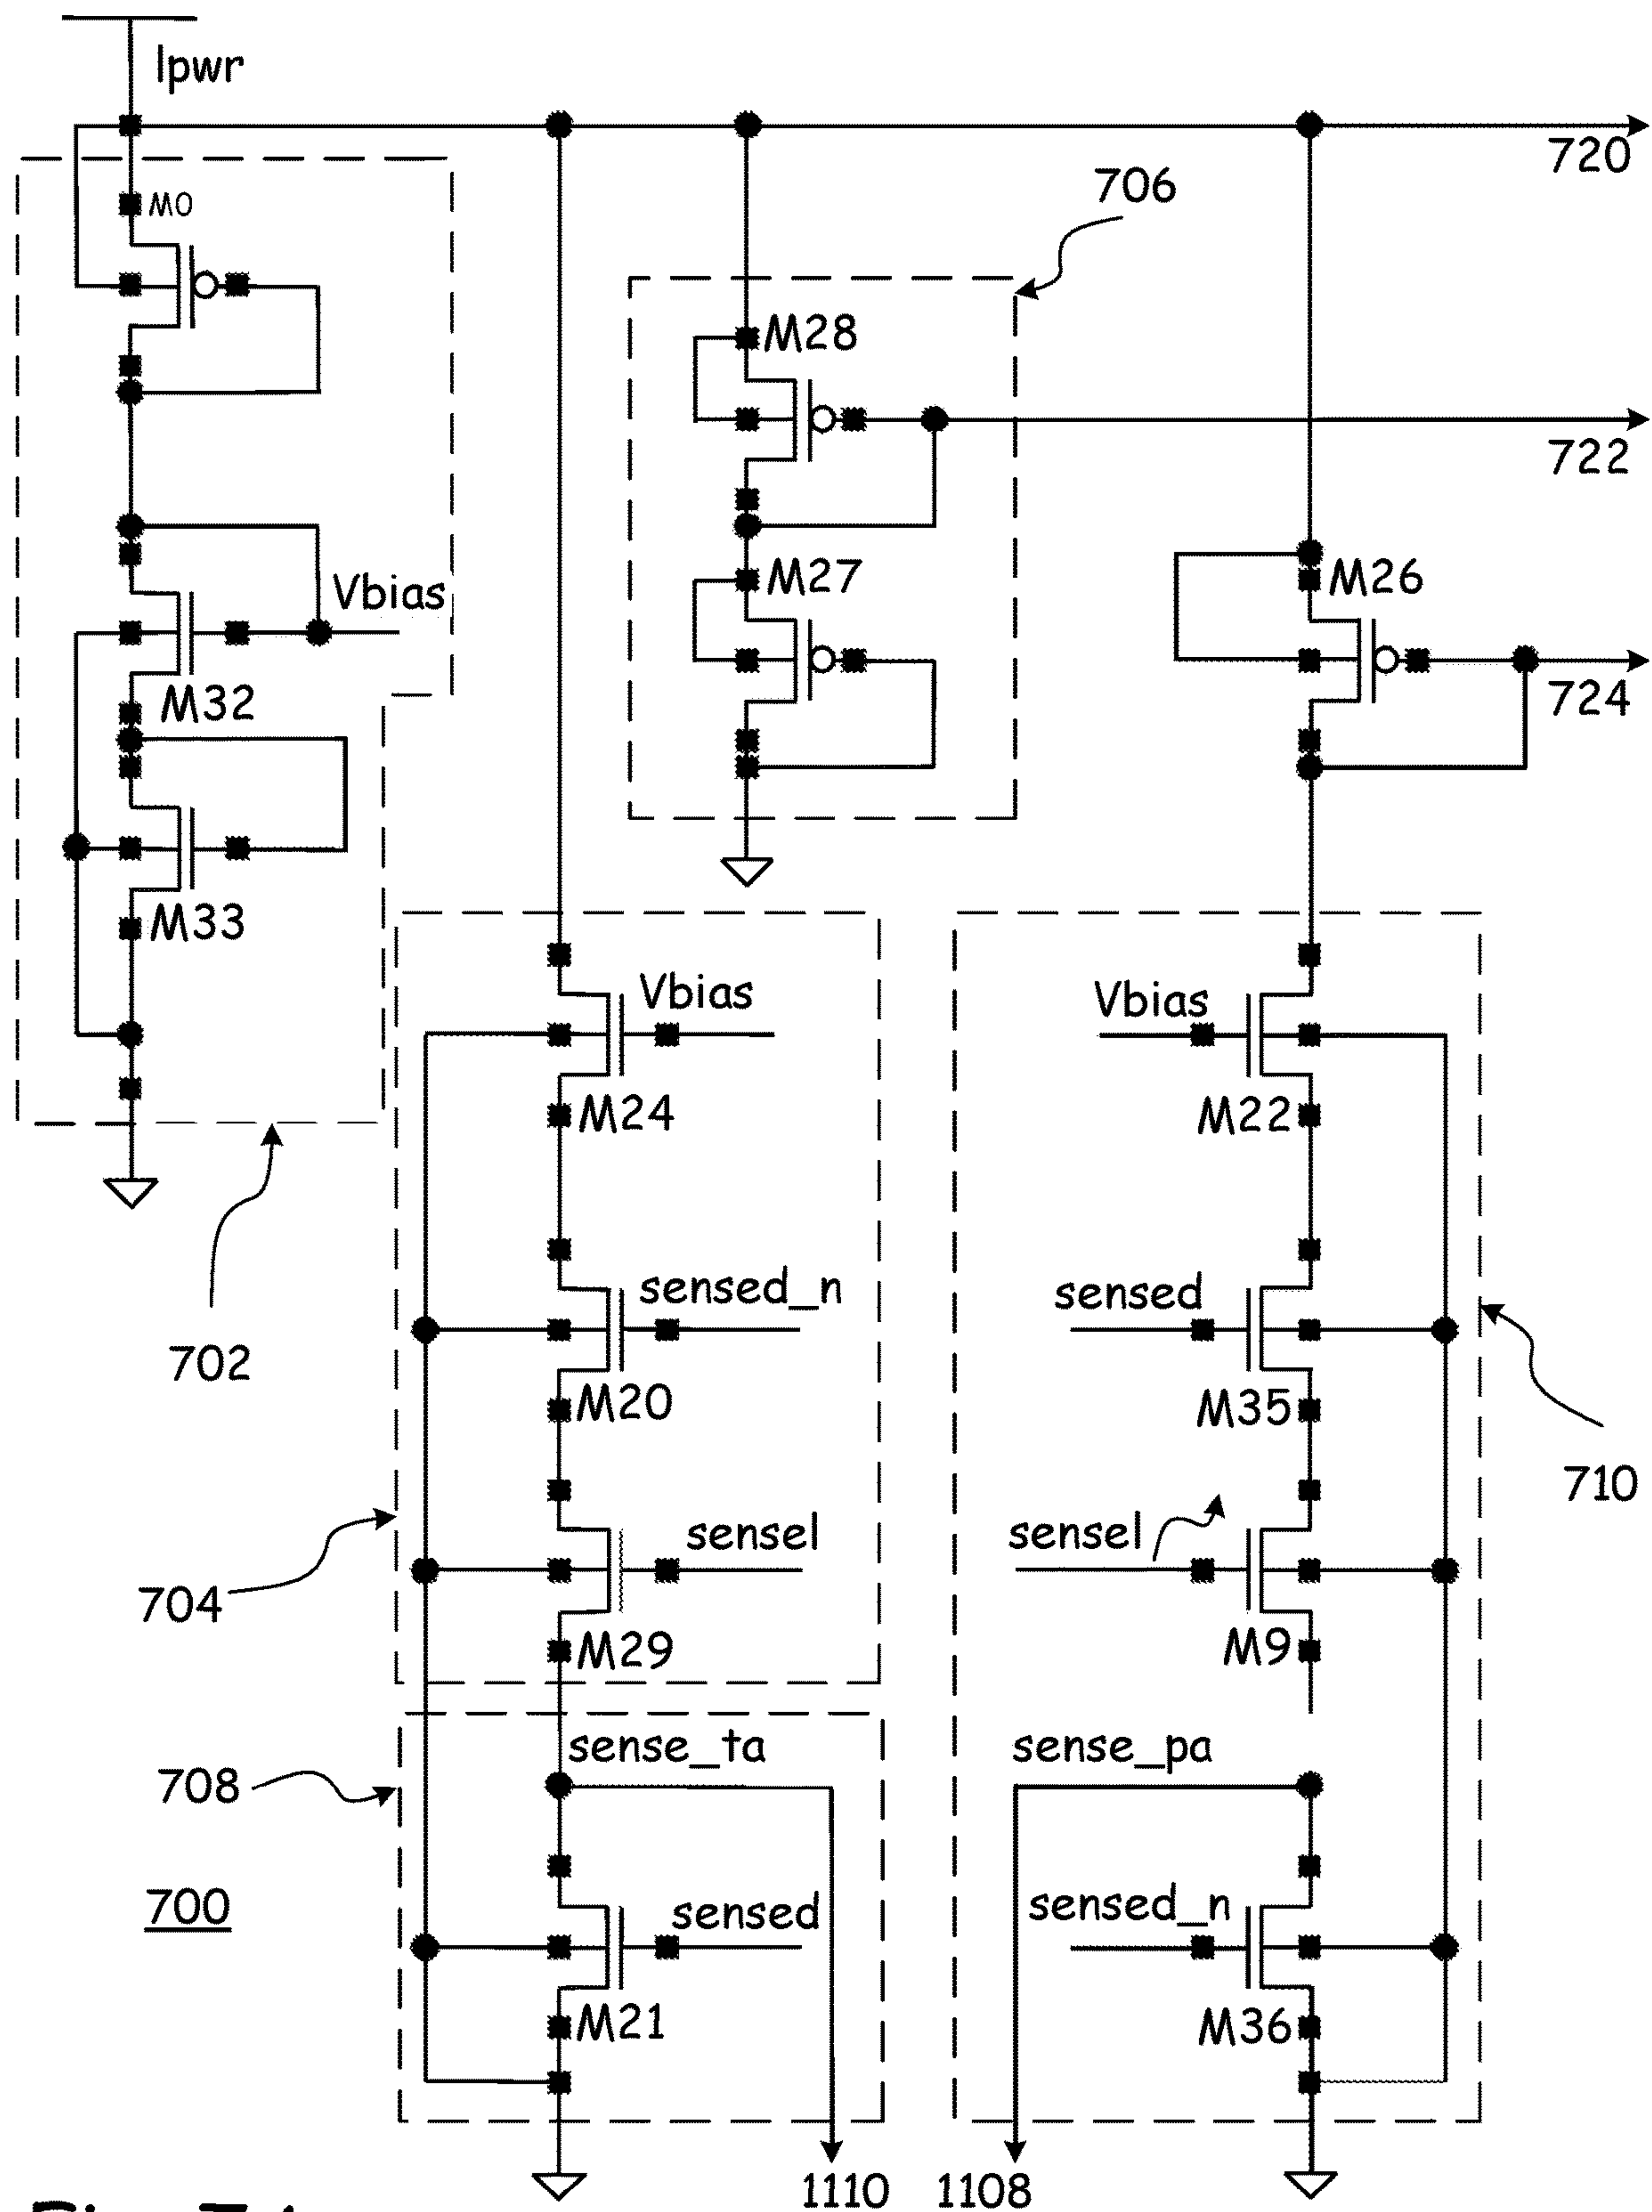 Ipwr
720
706
M0
M28
722
M27
Vbias
M26
M32
724
M33
Vbias
Vbias
M24
M22
sensed_n
sensed
702
M20
M35
710
sensel
sensel
704
M29
M9
sense_ta
sense_pa
708
700
sensed
sensed_n
M21
M36
1110
1108